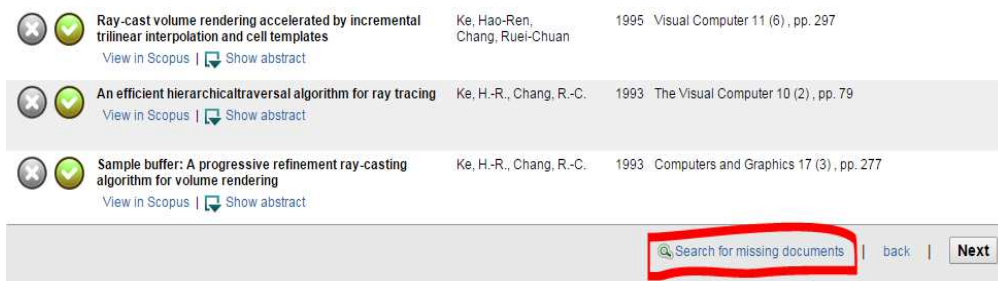 Ray-cast volume rendering accelerated by incremental Ke, Hao-Ren, 1995 Visual Computer 11 (6) , pp. 297
trilinear interpolation and cell templates Chang, Ruei-Chuan
View in Scopus | Show abstract
An efficient hierarchicaltraversal algorithm for ray tracing Ke, H.-R., Chang, R.-C. 1993 The Visual Computer 10 (2) , pp. 79
View in Scopus | Show abstract
Sample buffer: A progressive refinement ray-casting Ke, H.-R., Chang, R.-C. 1993 Computers and Graphics 17 (3) , pp. 277
algorithm for volume rendering
View in Scopus | Show abstract
Search for missing documents | back | Next